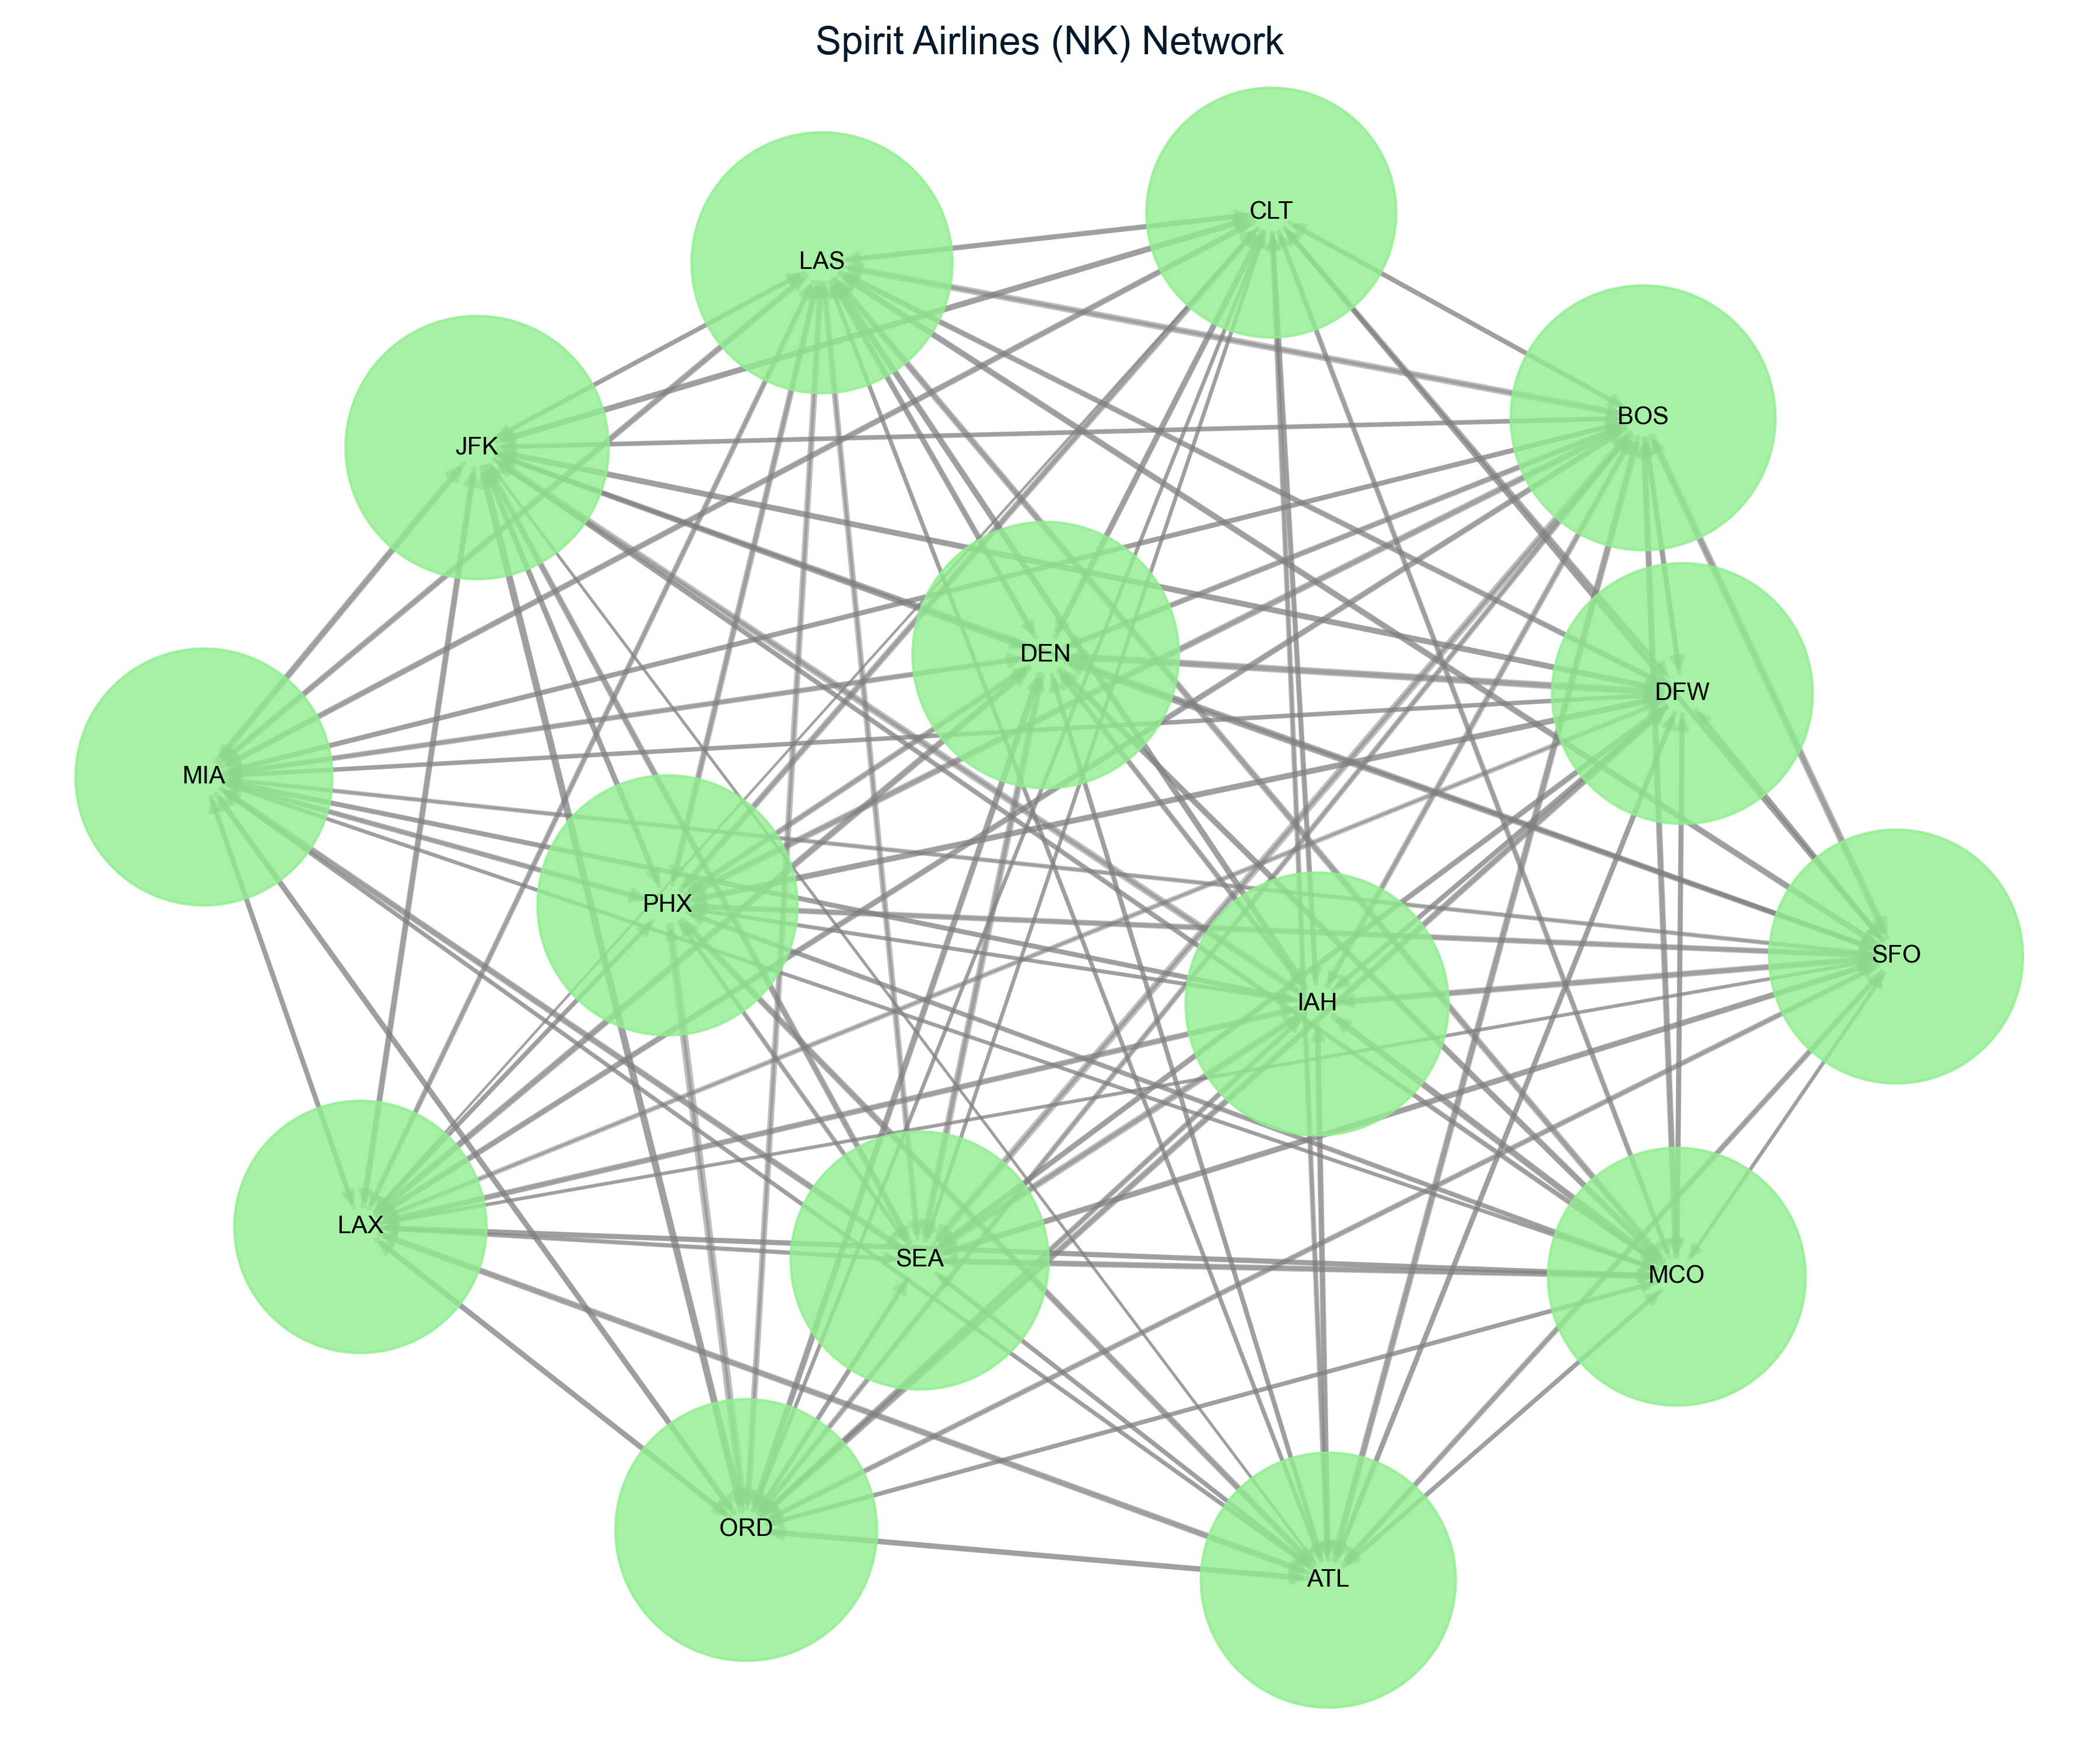 Spirit Airlines (NK) Network
CLT
LAS
BOS
JFK
DEN
DFW
MIA
PHX
SFO
IAH
LAX
SEA
MCO
ORD
ATL